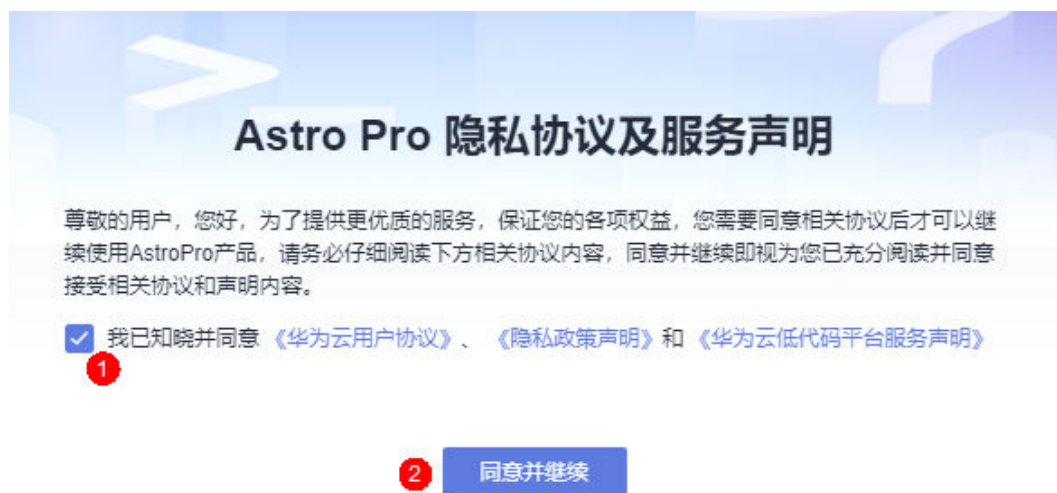 Astro Pro 隐私协议及服务声明
尊敬的用户，您好，为了提供更优质的服务，保证您的各项权益，您需要同意相关协议后才可以继
续使用AstroPro产品，请务必仔细阅读下方相关协议内容，同意并继续即视为您已充分阅读并同意
接受相关协议和声明内容。
我已知晓并同意 《华为云用户协议》、 《隐私政策声明》和 《华为云低代码平台服务声明》
1
2 同意并继续